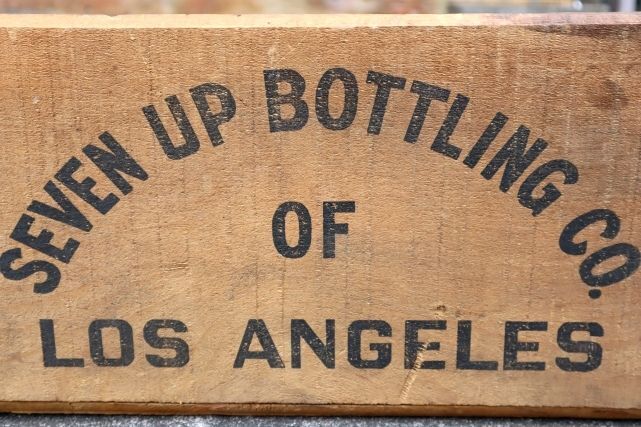 SEVEN UP BOTTLING CO.
OF
LOS ANGELES